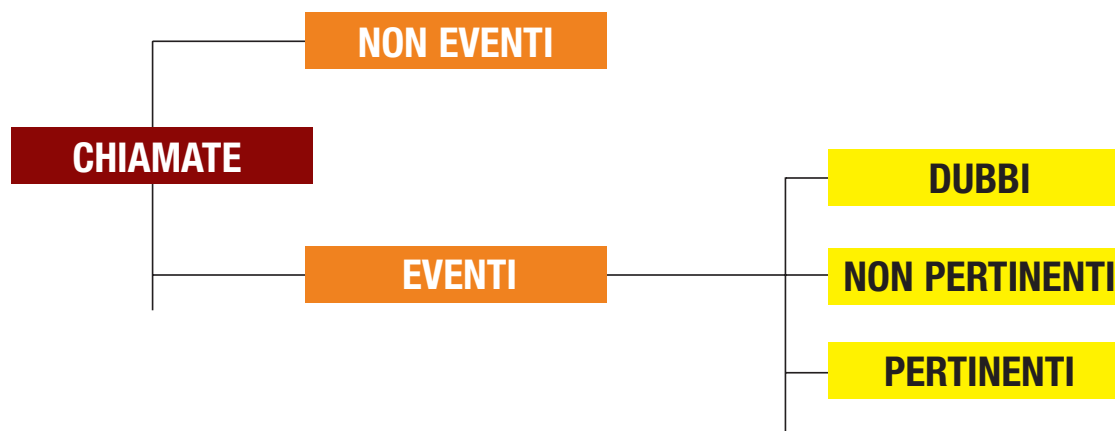 NON EVENTI
CHIAMATE
DUBBI
EVENTI
NON PERTINENTI
PERTINENTI